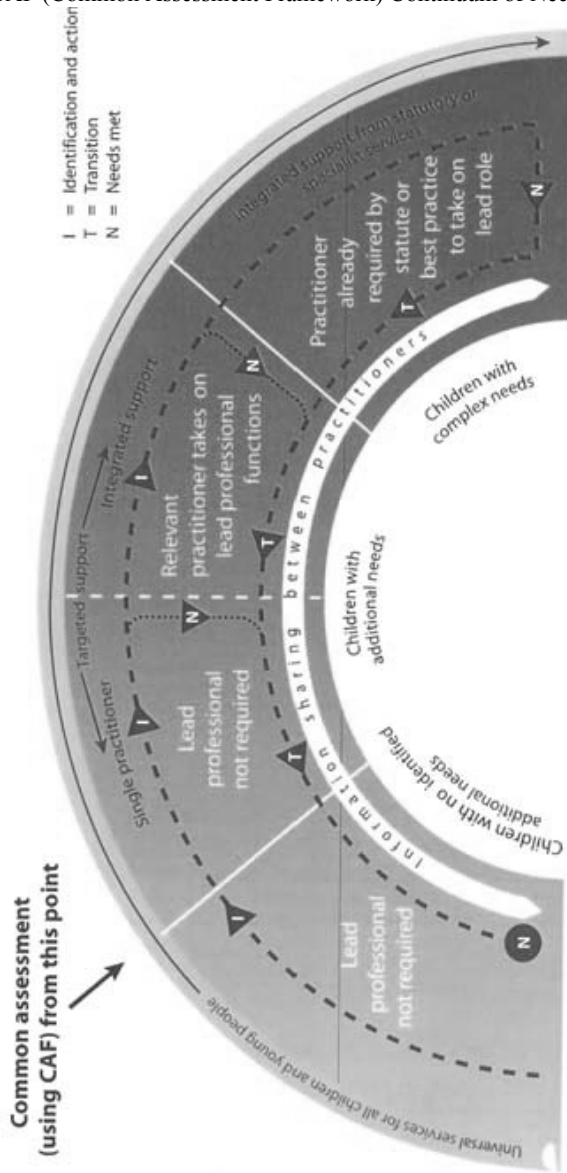 Common assessment
(using CAF) from this point
I = Identification and action
T = Transition
N = Needs met
Universal services for all children and young people
Single practitioner
Targeted support
Integrated support
Integrated support from statutory or
specialist services
I
I
I
Lead
professional
not required
Lead
professional
not required
Relevant
practitioner takes on
lead professional
functions
Practitioner
already
required by
statute or
best practice
to take on
lead role
N
N
N
N
T
T
T
Information sharing between practitioners
Children with no identified
additional needs
Children with
additional needs
Children with
complex needs